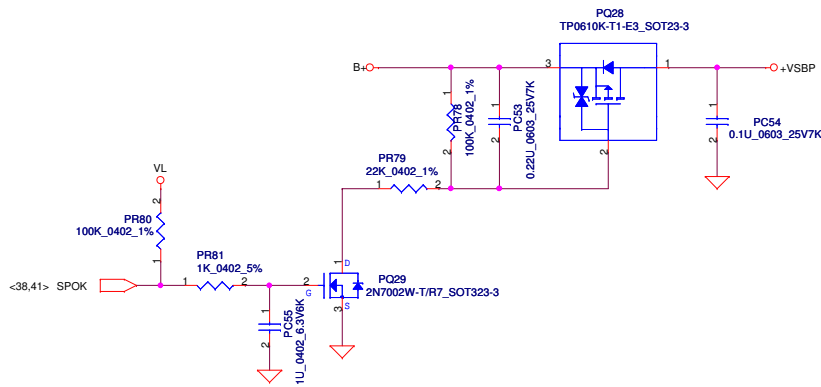 PQ28
TP0610K-T1-E3_SOT23-3
B+
3
1
+VSBP
1
PR78
100K_0402_1%
2
1
PC53
0.22U_0603_25V7K
2
2
1
PC54
0.1U_0603_25V7K
2
PR79
22K_0402_1%
1
2
VL
2
PR80
100K_0402_1%
1
PR81
1K_0402_5%
<38,41>
SPOK
1
2
2
G
1
D
PQ29
2N7002W-T/R7_SOT323-3
3
S
1
PC55
1U_0402_6.3V6K
2